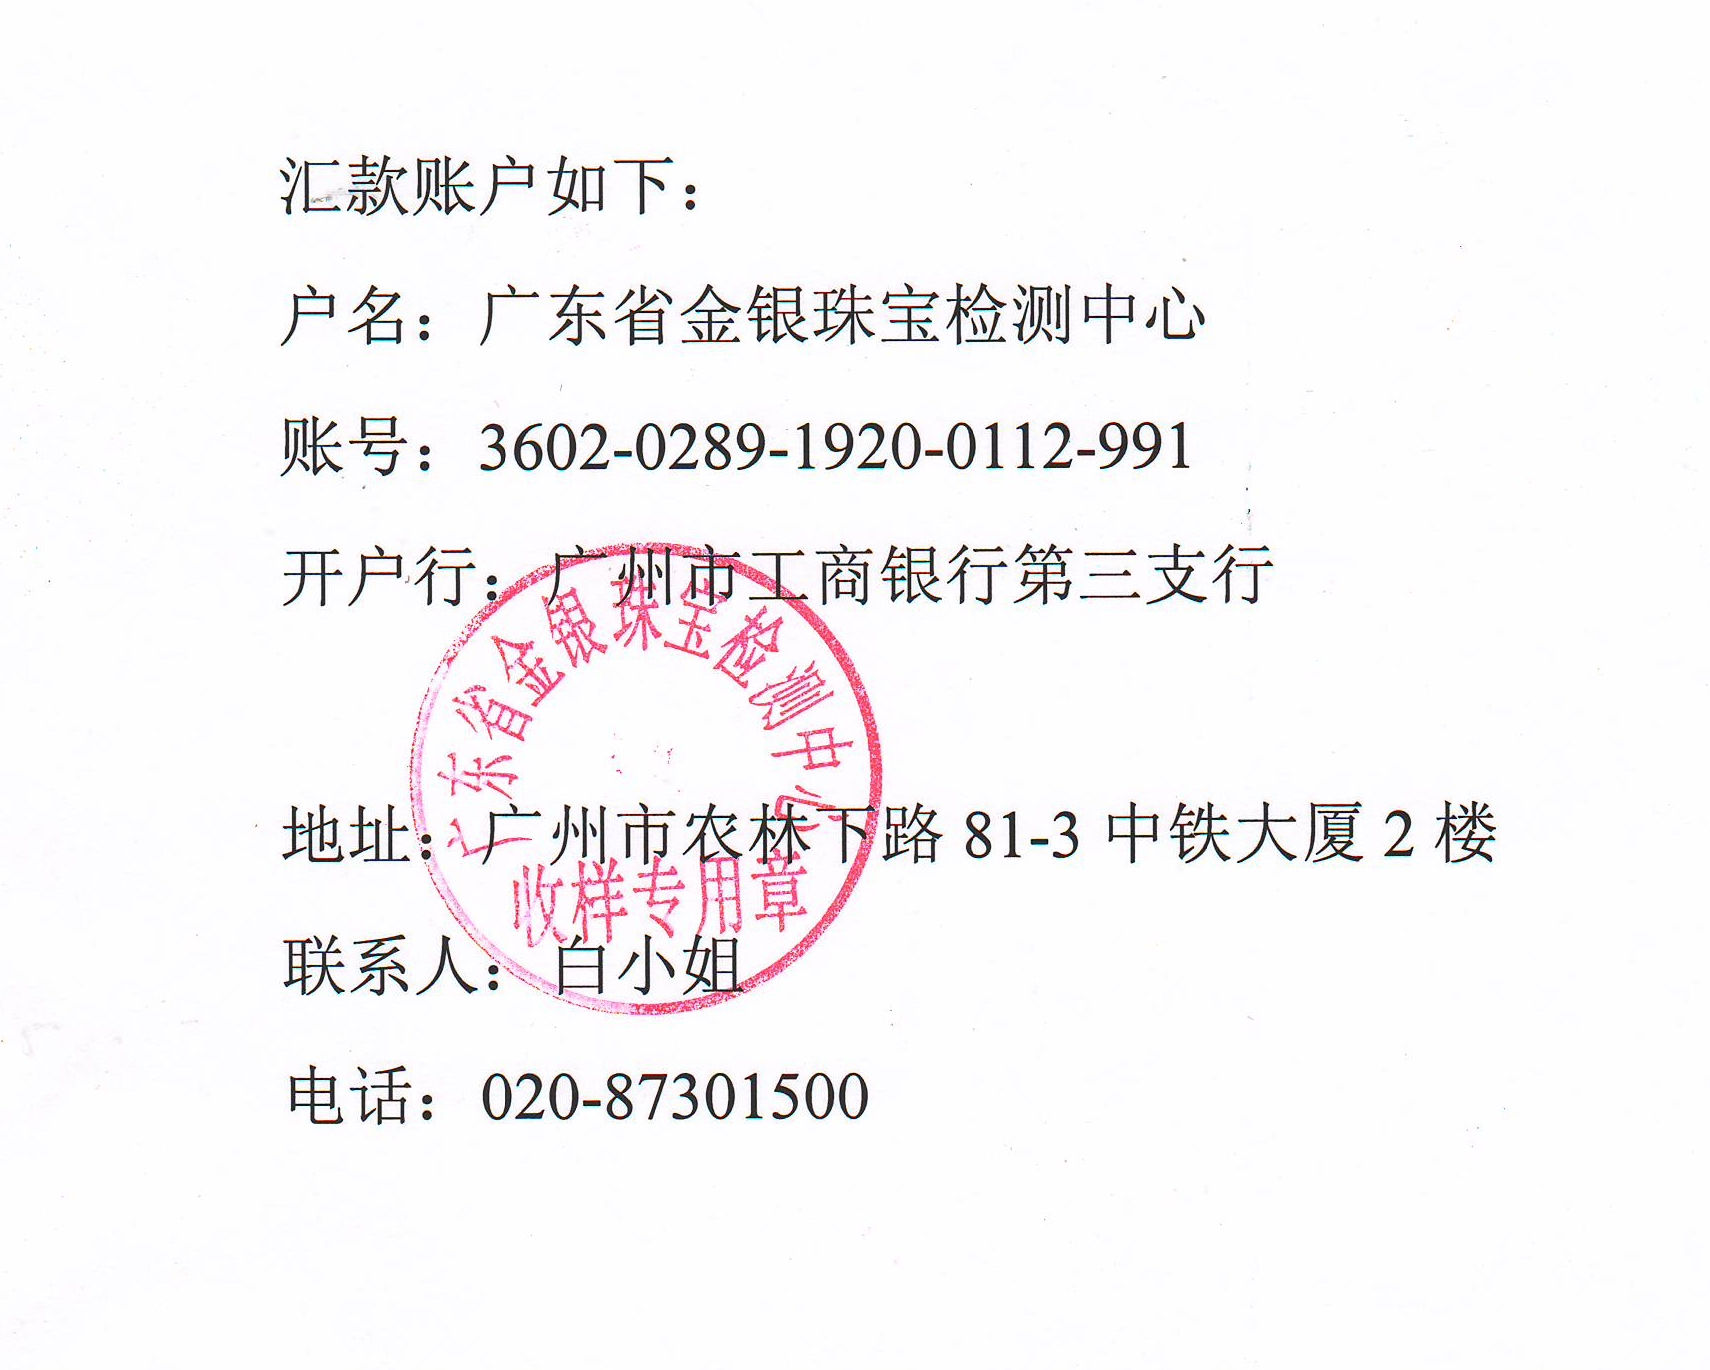 汇款账户如下：
户名：广东省金银珠宝检测中心
账号：3602-0289-1920-0112-991
开户行：广州市工商银行第三支行
广东省金银珠宝检测中心
收样专用章
地址：广州市农林下路 81-3 中铁大厦 2 楼
联系人：白小姐
电话：020-87301500